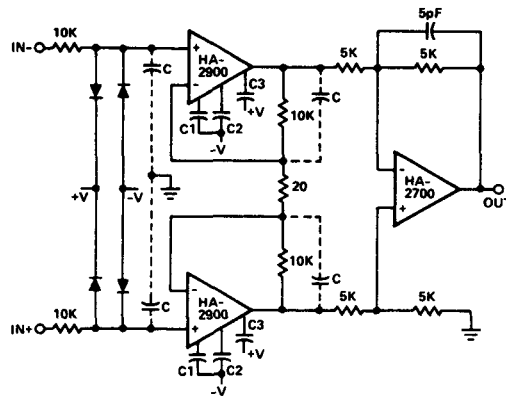 IN-
10K
+
-
HA-
2900
C
C3
+V
C1
C2
-V
10K
C
5K
5pF
5K
+V
-V
20
-
+
HA-
2700
OUT
C
10K
C
IN+
10K
-
+
HA-
2900
C3
+V
C1
C2
-V
5K
5K